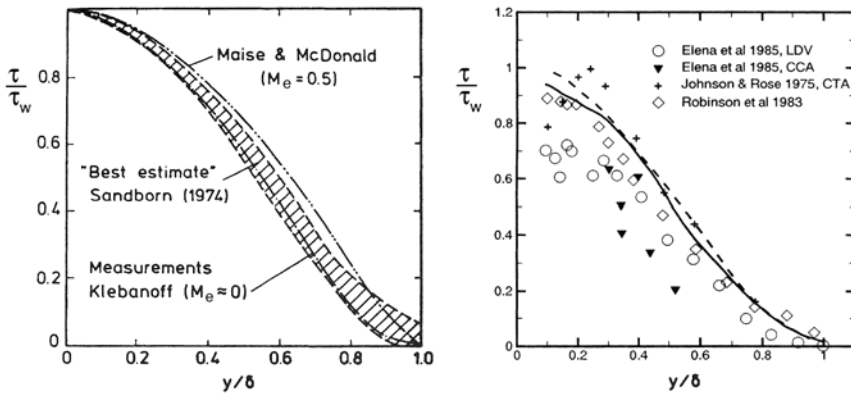 τ
τw
0.8
0.6
0.4
0.2
0
0
0.2
0.4
0.6
0.8
1.0
y/δ
Maise & McDonald
(Me=0.5)
"Best estimate"
Sandborn (1974)
Measurements
Klebanoff (Me≈0)
τ
τw
1.2
1
0.8
0.6
0.4
0.2
0
0
0.2
0.4
0.6
0.8
1
y/δ
Elena et al 1985, LDV
Elena et al 1985, CCA
Johnson & Rose 1975, CTA
Robinson et al 1983